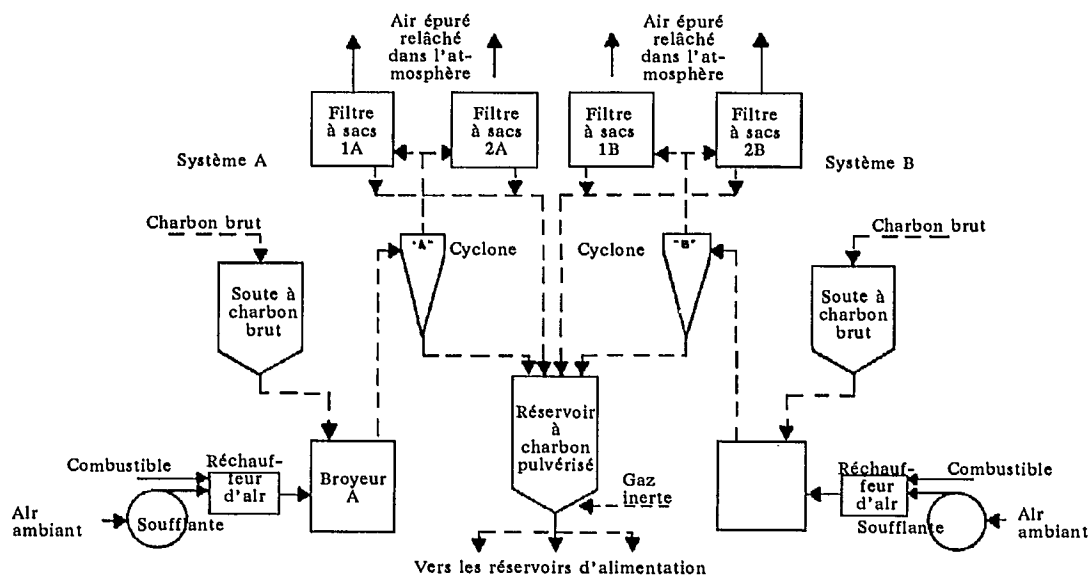 Air épuré
relâché
dans l'at-
mosphère
Air épuré
relâché
dans l'at-
mosphère
Filtre
à sacs
1A
Filtre
à sacs
2A
Filtre
à sacs
1B
Filtre
à sacs
2B
Système A
Système B
Charbon brut
"A"
Cyclone
Cyclone
"B"
Charbon brut
Soute à
charbon
brut
Soute à
charbon
brut
Réservoir
à
charbon
pulvérisé
Combustible
Réchauf-
feur
d'air
Broyeur
A
Gaz
inerte
Réchauf-
feur
d'air
Combustible
Air
ambiant
Soufflante
Soufflante
Air
ambiant
Vers les réservoirs d'alimentation